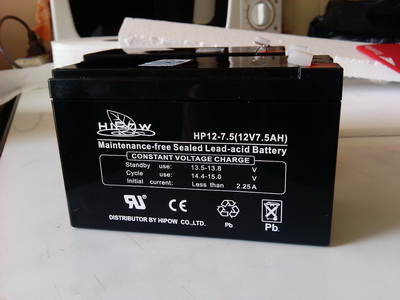 HIPOW
HP12-7.5(12V7.5AH)
Maintenance-free Sealed Lead-acid Battery
CONSTANT VOLTAGE CHARGE
Standby use: 13.5-13.8 V
Cycle use: 14.4-15.0 V
Initial current: Less than 2.25A
DISTRIBUTOR BY HIPOW CO.,LTD.
Pb
Pb.